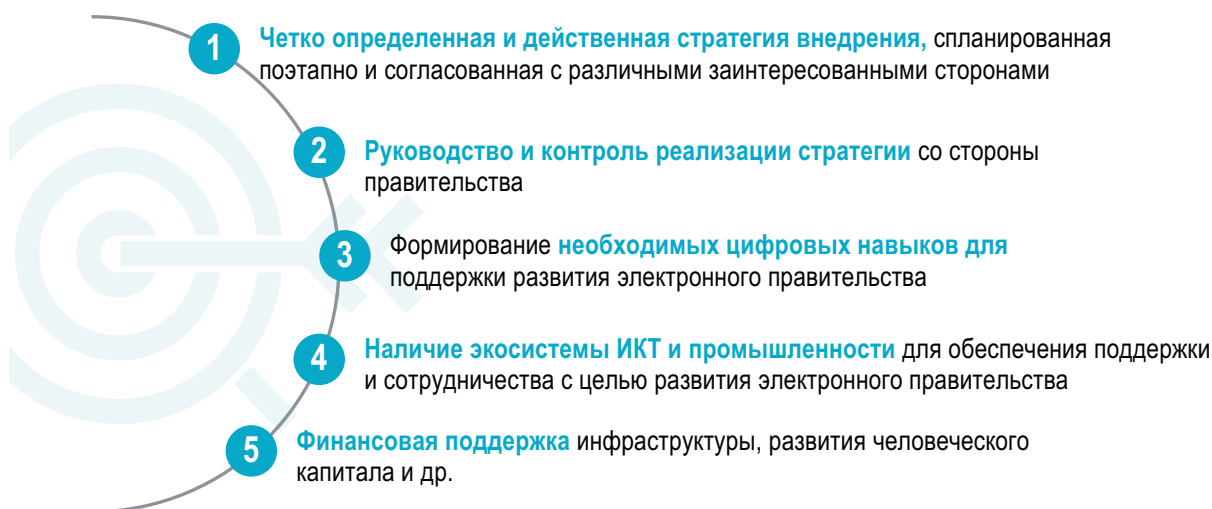 1
Четко определенная и действенная стратегия внедрения, спланированная
поэтапно и согласованная с различными заинтересованными сторонами
2
Руководство и контроль реализации стратегии со стороны
правительства
3
Формирование необходимых цифровых навыков для
поддержки развития электронного правительства
4
Наличие экосистемы ИКТ и промышленности для обеспечения поддержки
и сотрудничества с целью развития электронного правительства
5
Финансовая поддержка инфраструктуры, развития человеческого
капитала и др.